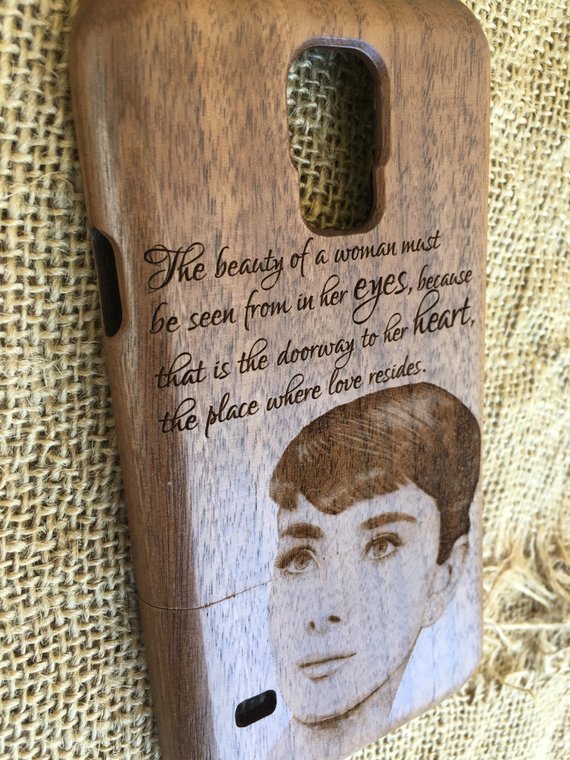 The beauty of a woman must
be seen from in her eyes, because
that is the doorway to her heart,
the place where love resides.